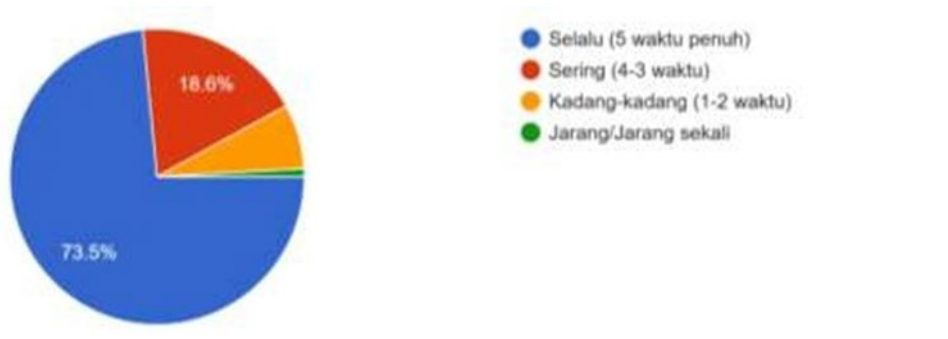 18.6%
73.5%
Selalu (5 waktu penuh)
Sering (4-3 waktu)
Kadang-kadang (1-2 waktu)
Jarang/Jarang sekali